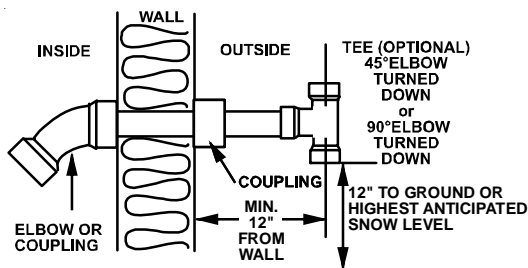 WALL
INSIDE
OUTSIDE
TEE (OPTIONAL)
45°ELBOW
TURNED
DOWN
or
90°ELBOW
TURNED
DOWN
COUPLING
MIN.
12"
FROM
WALL
12" TO GROUND OR
HIGHEST ANTICIPATED
SNOW LEVEL
ELBOW OR
COUPLING